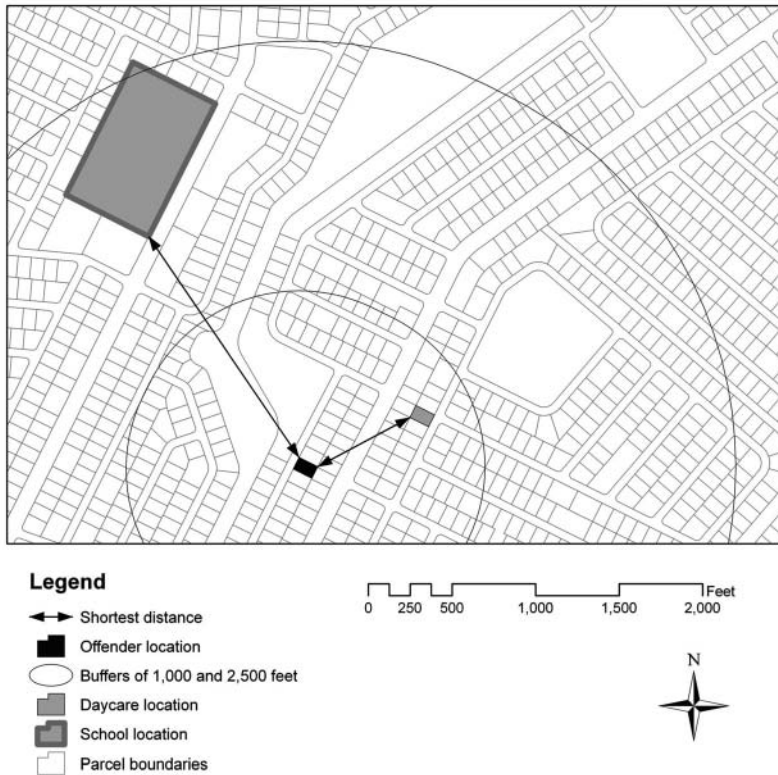 Legend
Shortest distance
Offender location
Buffers of 1,000 and 2,500 feet
Daycare location
School location
Parcel boundaries
Feet
0 250 500 1,000 1,500 2,000
N